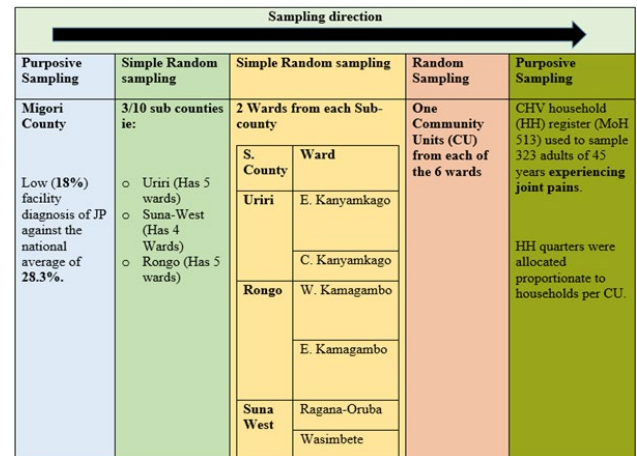 Sampling direction
Purposive
Sampling
Simple Random
sampling
Simple Random sampling
Random
Sampling
Purposive
Sampling
Migori
County
Low (18%)
facility
diagnosis of JP
against the
national
average of
28.3%.
3/10 sub counties
ie:
o Uriri (Has 5
wards)
o Suna-West
(Has 4
Wards)
o Rongo (Has 5
wards)
2 Wards from each Sub-
county
S.
County
Ward
Uriri
E. Kanyamkago
C. Kanyamkago
Rongo
W. Kamagambo
E. Kamagambo
Suna
West
Ragana-Oruba
Wasimbete
One
Community
Units (CU)
from each of
the 6 wards
CHV household
(HH) register (MoH
513) used to sample
323 adults of 45
years experiencing
joint pains.
HH quarters were
allocated
proportionate to
households per CU.